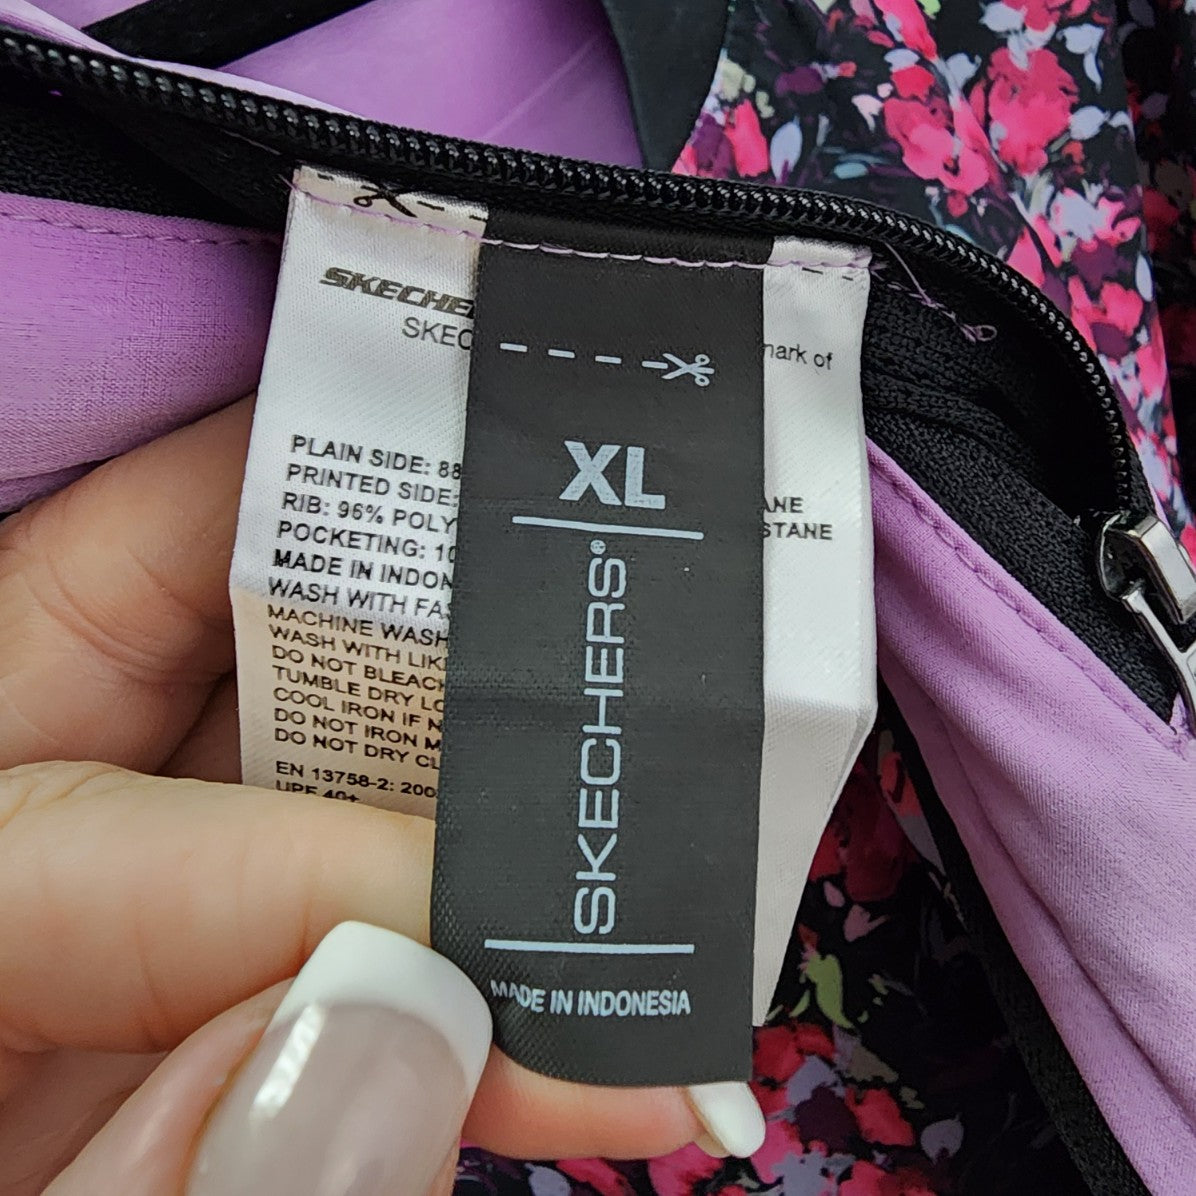 SKECHE
SKEC
mark of
PLAIN SIDE: 88
PRINTED SIDE:
RIB: 96% POLY
POCKETING: 10
MADE IN INDON
WASH WITH FA
MACHINE WASH
WASH WITH LIK
DO NOT BLEACH
TUMBLE DRY LO
COOL IRON IF N
DO NOT IRON M
DO NOT DRY CL
EN 13758-2: 200
UPF 40+
ANE
STANE
XL
SKECHERS®
MADE IN INDONESIA